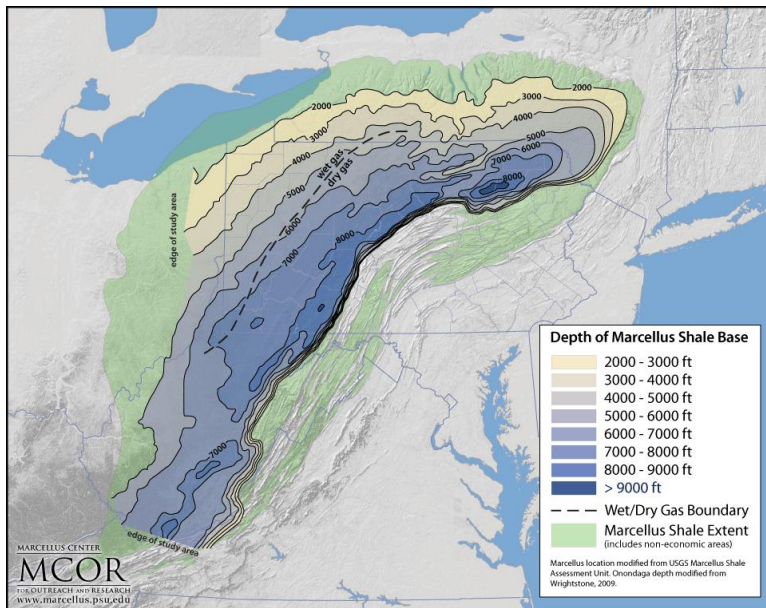 2000
3000
4000
5000
6000
7000
8000
2000
3000
2000
3000
4000
5000
6000
7000
8000
7000
wet gas
dry gas
edge of study area
edge of study area
Depth of Marcellus Shale Base
2000 - 3000 ft
3000 - 4000 ft
4000 - 5000 ft
5000 - 6000 ft
6000 - 7000 ft
7000 - 8000 ft
8000 - 9000 ft
> 9000 ft
Wet/Dry Gas Boundary
Marcellus Shale Extent
(includes non-economic areas)
Marcellus location modified from USGS Marcellus Shale
Assessment Unit. Onondaga depth modified from
Wrightstone, 2009.
MARCELLUS CENTER
MCOR
FOR OUTREACH AND RESEARCH
www.marcellus.psu.edu